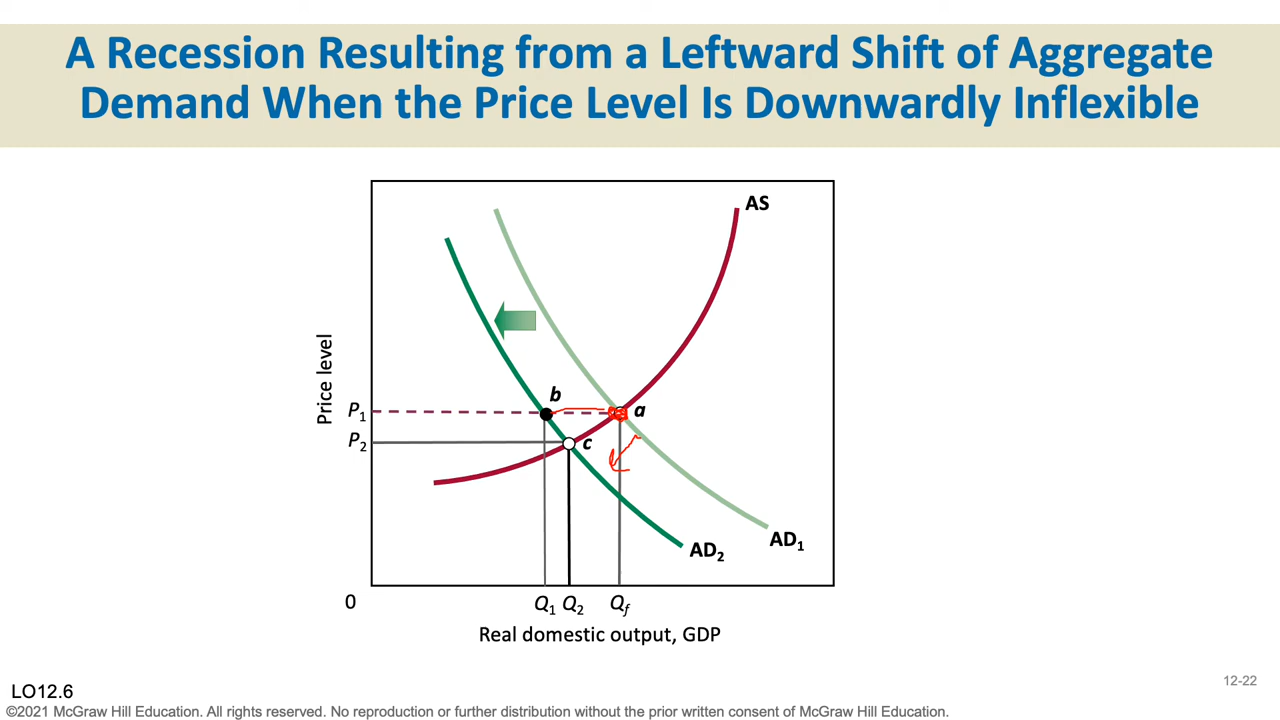 A Recession Resulting from a Leftward Shift of Aggregate
Demand When the Price Level Is Downwardly Inflexible
AS
Price level
b
P1
a
P2
c
AD2
AD1
0
Q1 Q2 Qf
Real domestic output, GDP
12-22
LO12.6
©2021 McGraw Hill Education. All rights reserved. No reproduction or further distribution without the prior written consent of McGraw Hill Education.